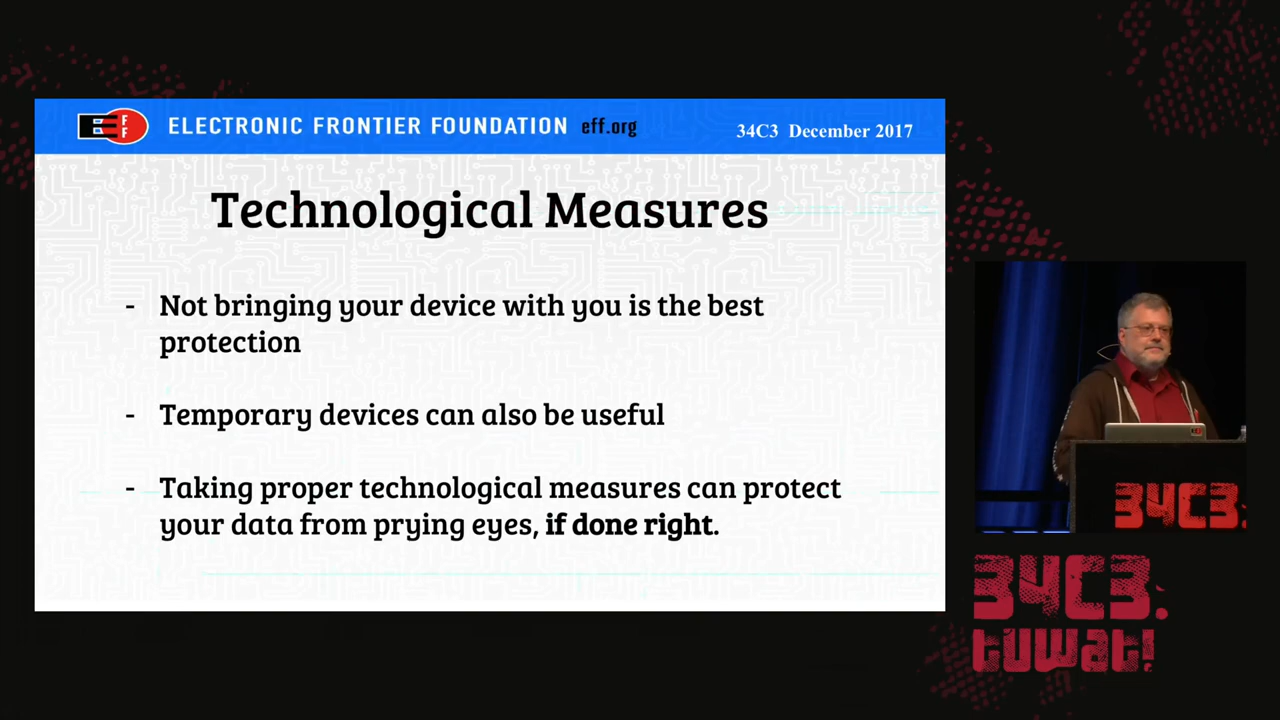 EFF
ELECTRONIC FRONTIER FOUNDATION eff.org
34C3 December 2017
Technological Measures
- Not bringing your device with you is the best
protection
- Temporary devices can also be useful
- Taking proper technological measures can protect
your data from prying eyes, if done right.
34C3:
34C3:
tuwat!